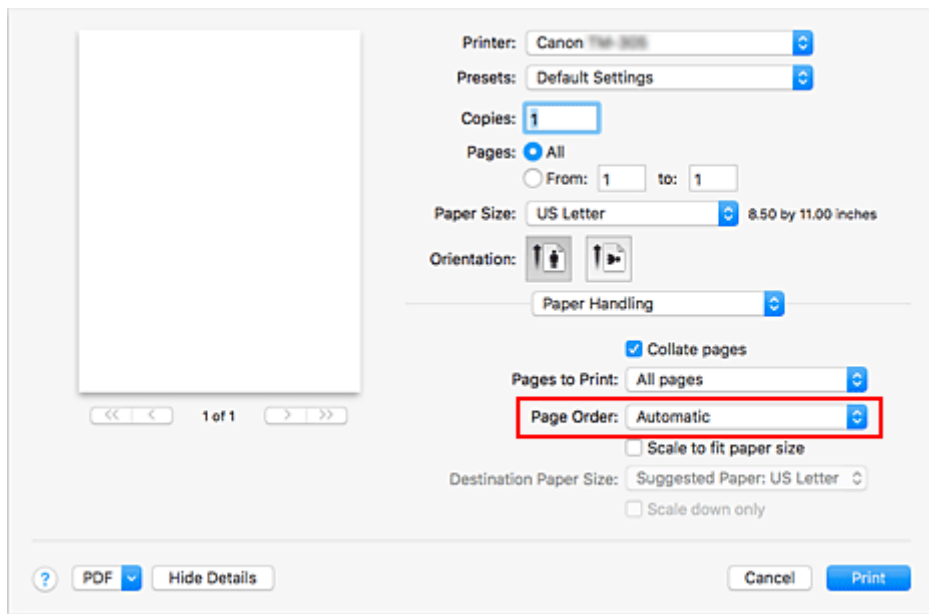 Printer: Canon
Presets: Default Settings
Copies: 1
Pages: All
From: 1 to: 1
Paper Size: US Letter 8.50 by 11.00 inches
Orientation:
Paper Handling
Collate pages
Pages to Print: All pages
<< < 1 of 1 > >>
Page Order: Automatic
Scale to fit paper size
Destination Paper Size: Suggested Paper: US Letter
Scale down only
? PDF Hide Details Cancel Print